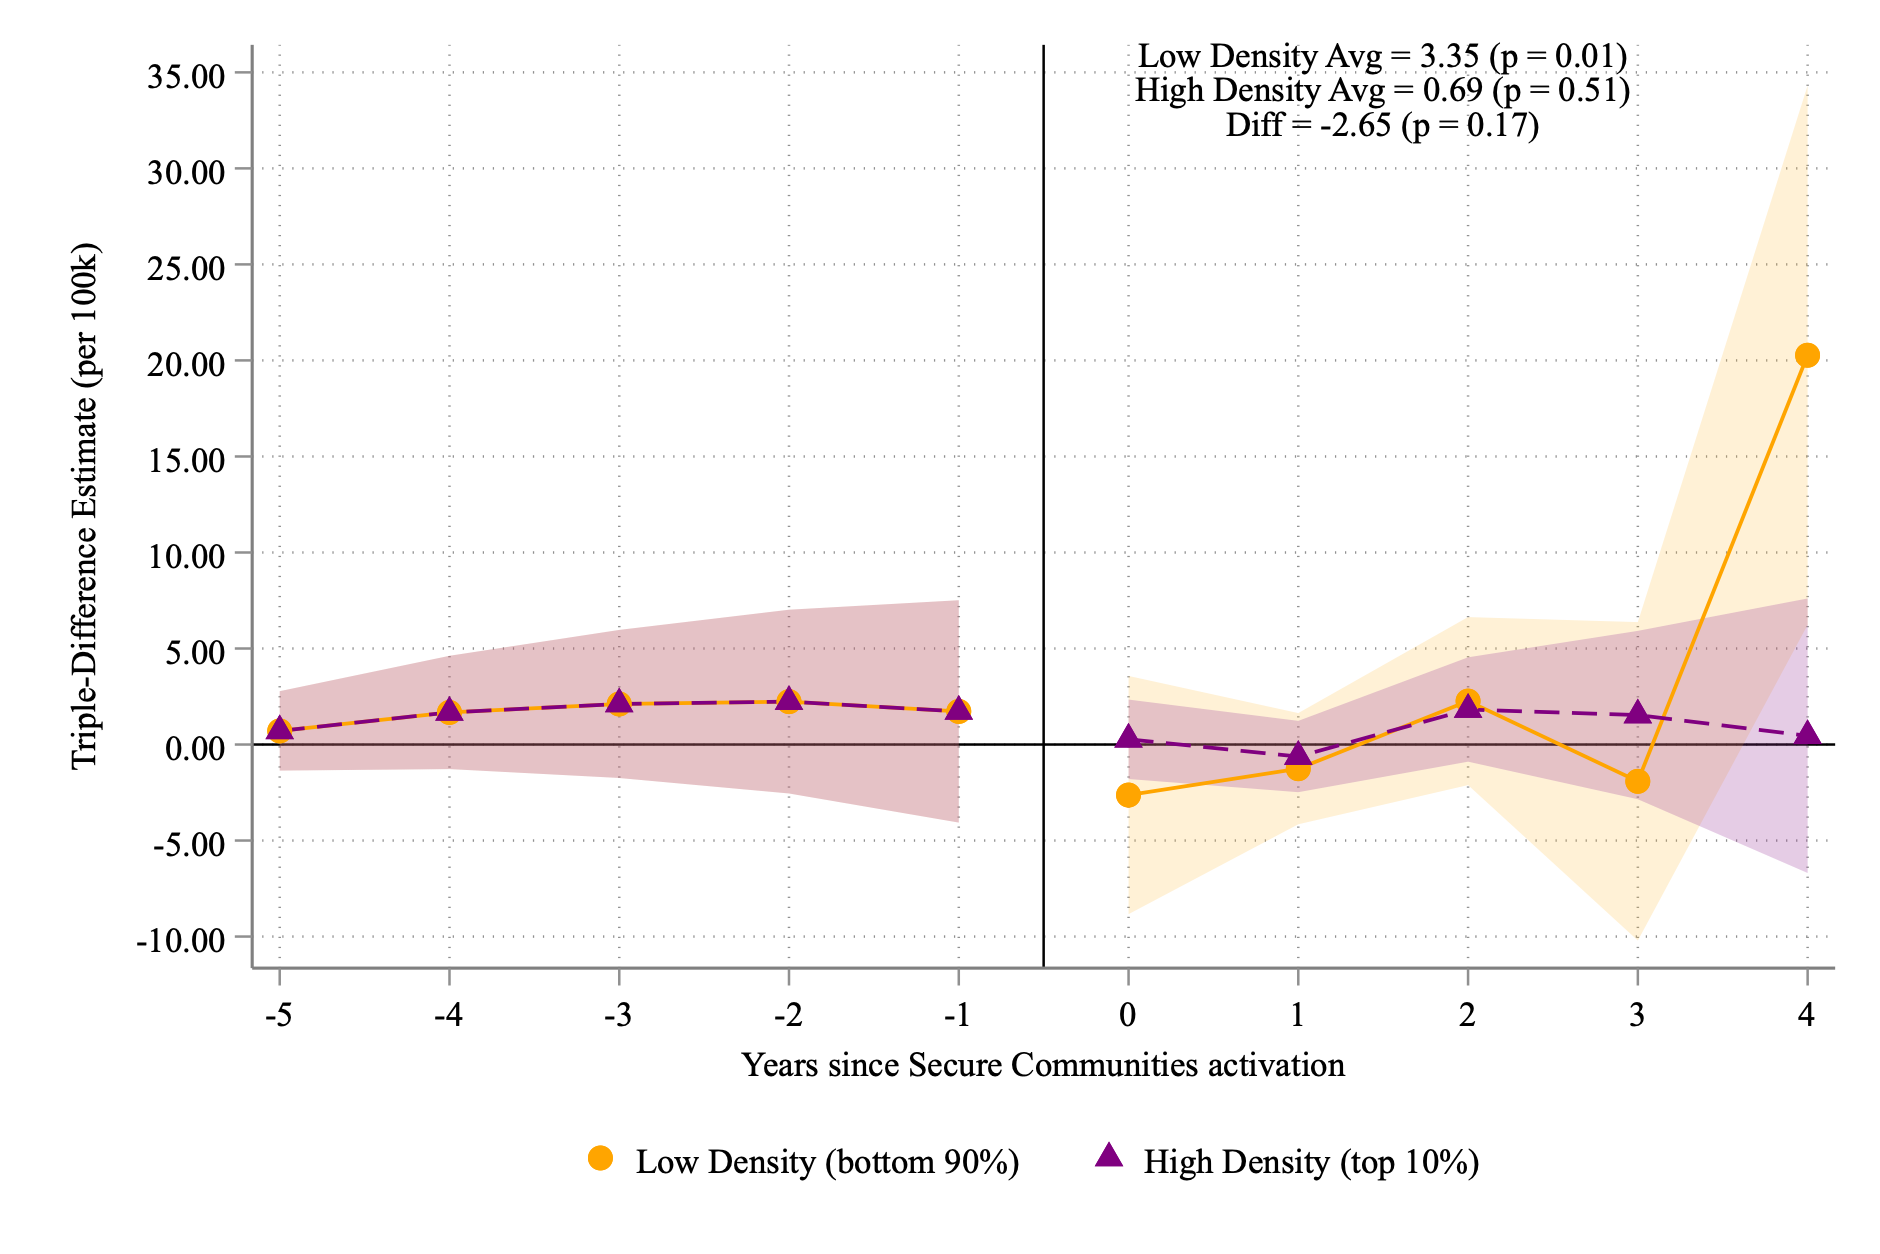 Low Density Avg = 3.35 (p = 0.01)
High Density Avg = 0.69 (p = 0.51)
Diff = -2.65 (p = 0.17)
Triple-Difference Estimate (per 100k)
35.00
30.00
25.00
20.00
15.00
10.00
5.00
0.00
-5.00
-10.00
-5 -4 -3 -2 -1 0 1 2 3 4
Years since Secure Communities activation
Low Density (bottom 90%) High Density (top 10%)